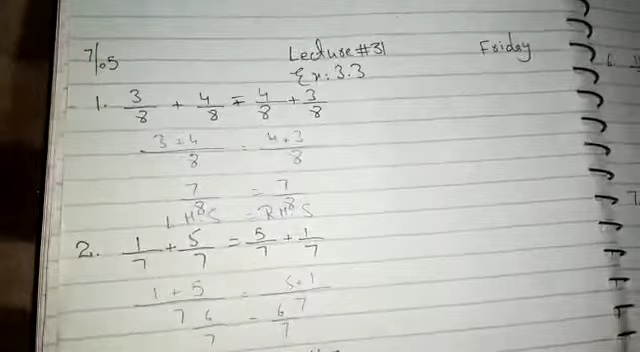 7/05 Lecture #31 Friday
Ex: 3.3
1. 3/8 + 4/8 = 4/8 + 3/8
3+4/8 = 4+3/8
7/8 = 7/8
LHS = RHS
2. 1/7 + 5/7 = 5/7 + 1/7
1+5/7 = 5+1/7
6/7 = 6/7